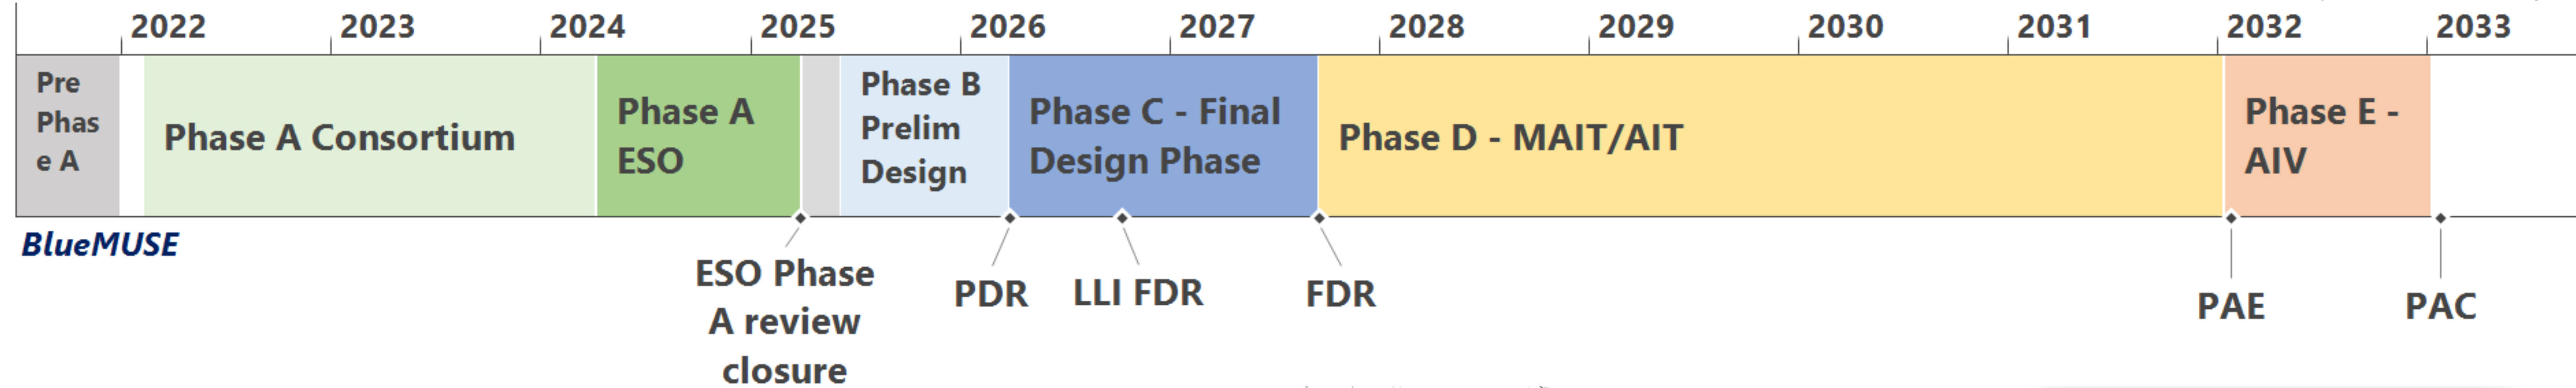 2022 2023 2024 2025 2026 2027 2028 2029 2030 2031 2032 2033
Pre
Phas
e A
Phase A Consortium
Phase A
ESO
Phase B
Prelim
Design
Phase C - Final
Design Phase
Phase D - MAIT/AIT
Phase E -
AIV
BlueMUSE
ESO Phase
A review
closure
PDR
LLI FDR
FDR
PAE
PAC